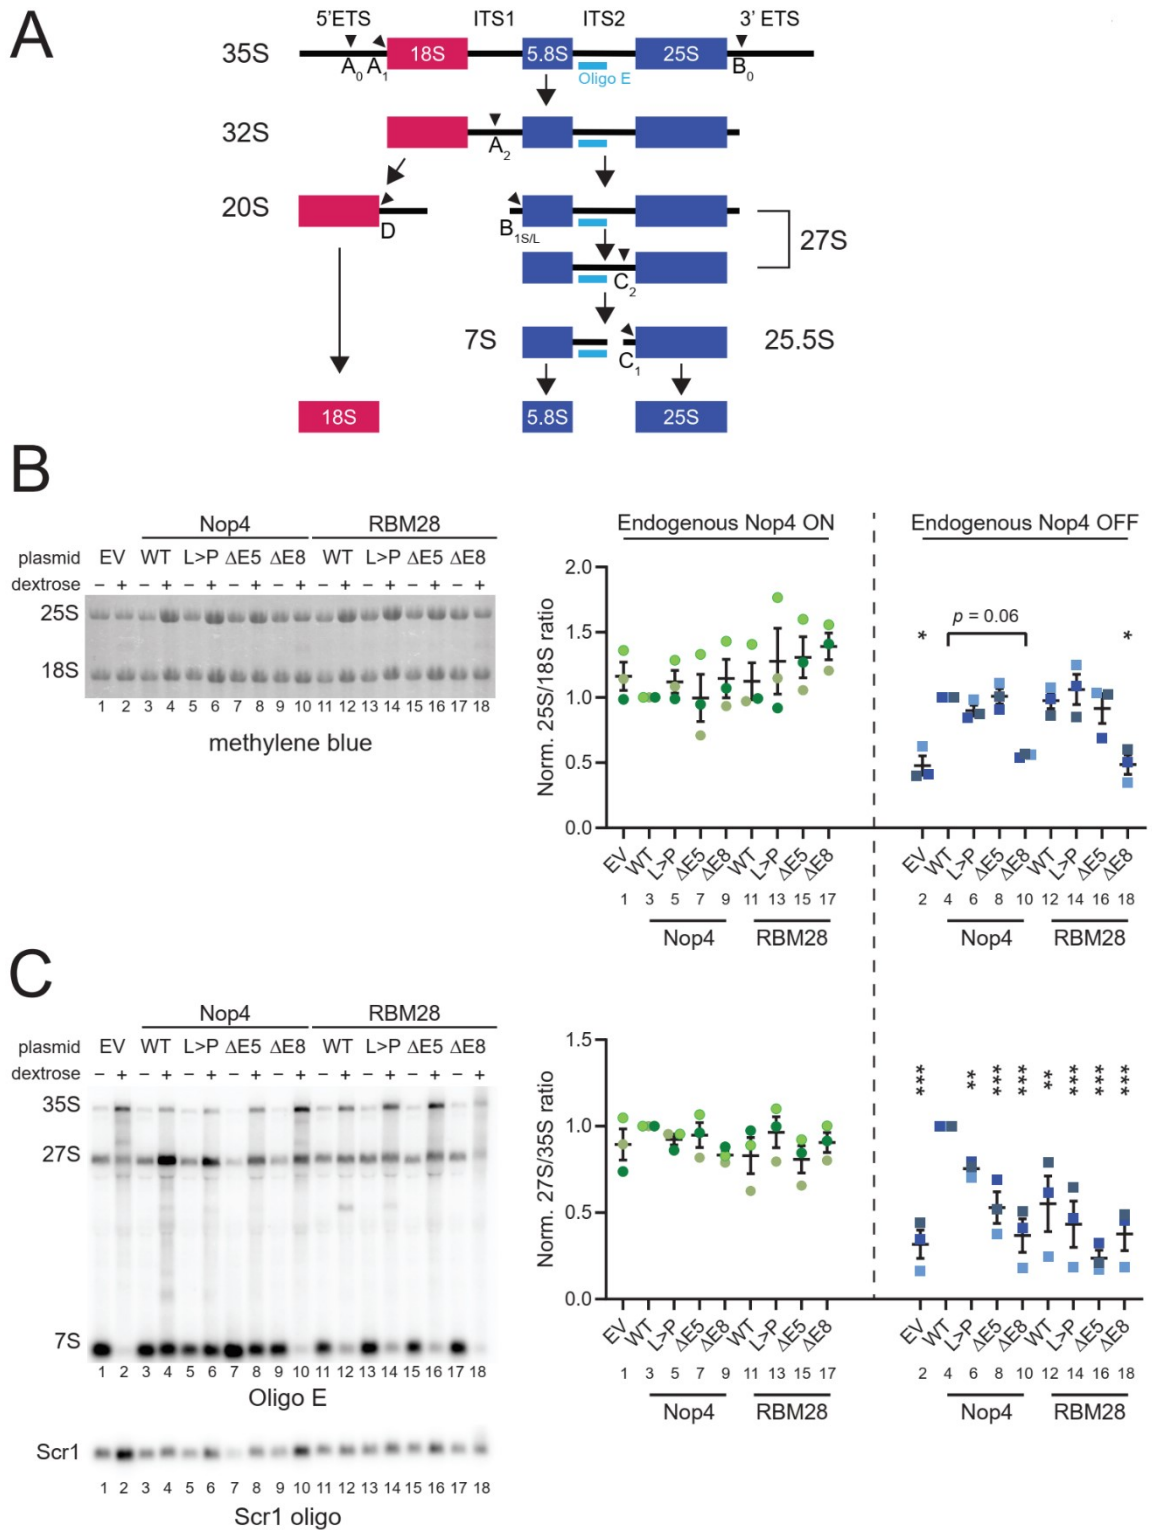 A
5'ETS ITS1 ITS2 3' ETS
35S 18S 5.8S 25S
A0 A1 Oligo E B0
32S
A2
20S
D B1S/L 27S
C2
7S 25.5S
C1
18S 5.8S 25S
B
Nop4 RBM28
plasmid EV WT L>P ΔE5 ΔE8 WT L>P ΔE5 ΔE8
dextrose – + – + – + – + – + – + – + – + – +
25S
18S
1 2 3 4 5 6 7 8 9 10 11 12 13 14 15 16 17 18
methylene blue
Endogenous Nop4 ON Endogenous Nop4 OFF
Norm. 25S/18S ratio
2.0
1.5
1.0
0.5
0.0
* p = 0.06 *
EV WT L>P ΔE5 ΔE8 WT L>P ΔE5 ΔE8 EV WT L>P ΔE5 ΔE8 WT L>P ΔE5 ΔE8
1 3 5 7 9 11 13 15 17 2 4 6 8 10 12 14 16 18
Nop4 RBM28 Nop4 RBM28
C
Nop4 RBM28
plasmid EV WT L>P ΔE5 ΔE8 WT L>P ΔE5 ΔE8
dextrose – + – + – + – + – + – + – + – + – +
35S
27S
7S
1 2 3 4 5 6 7 8 9 10 11 12 13 14 15 16 17 18
Oligo E
Scr1
1 2 3 4 5 6 7 8 9 10 11 12 13 14 15 16 17 18
Scr1 oligo
Norm. 27S/35S ratio
1.5
1.0
0.5
0.0
*** ** *** *** ** *** *** ***
EV WT L>P ΔE5 ΔE8 WT L>P ΔE5 ΔE8 EV WT L>P ΔE5 ΔE8 WT L>P ΔE5 ΔE8
1 3 5 7 9 11 13 15 17 2 4 6 8 10 12 14 16 18
Nop4 RBM28 Nop4 RBM28